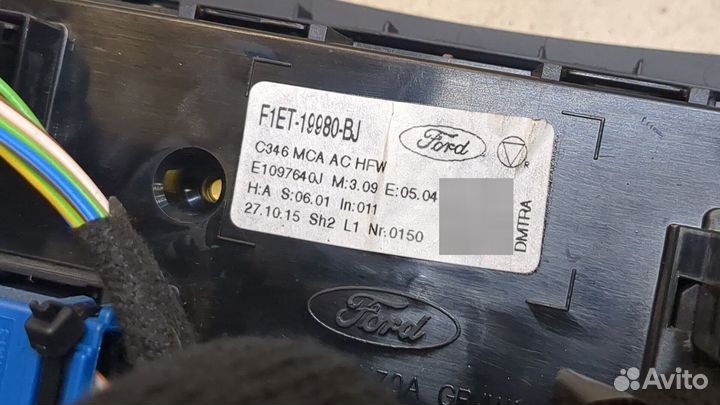 F1ET-19980-BJ
Ford
C346 MCA AC HFW
E1097640J M:3.09 E:05.04
H:A S:06.01 In:011
27.10.15 Sh2 L1 Nr.0150
DMTRA
R
Ford
Avito